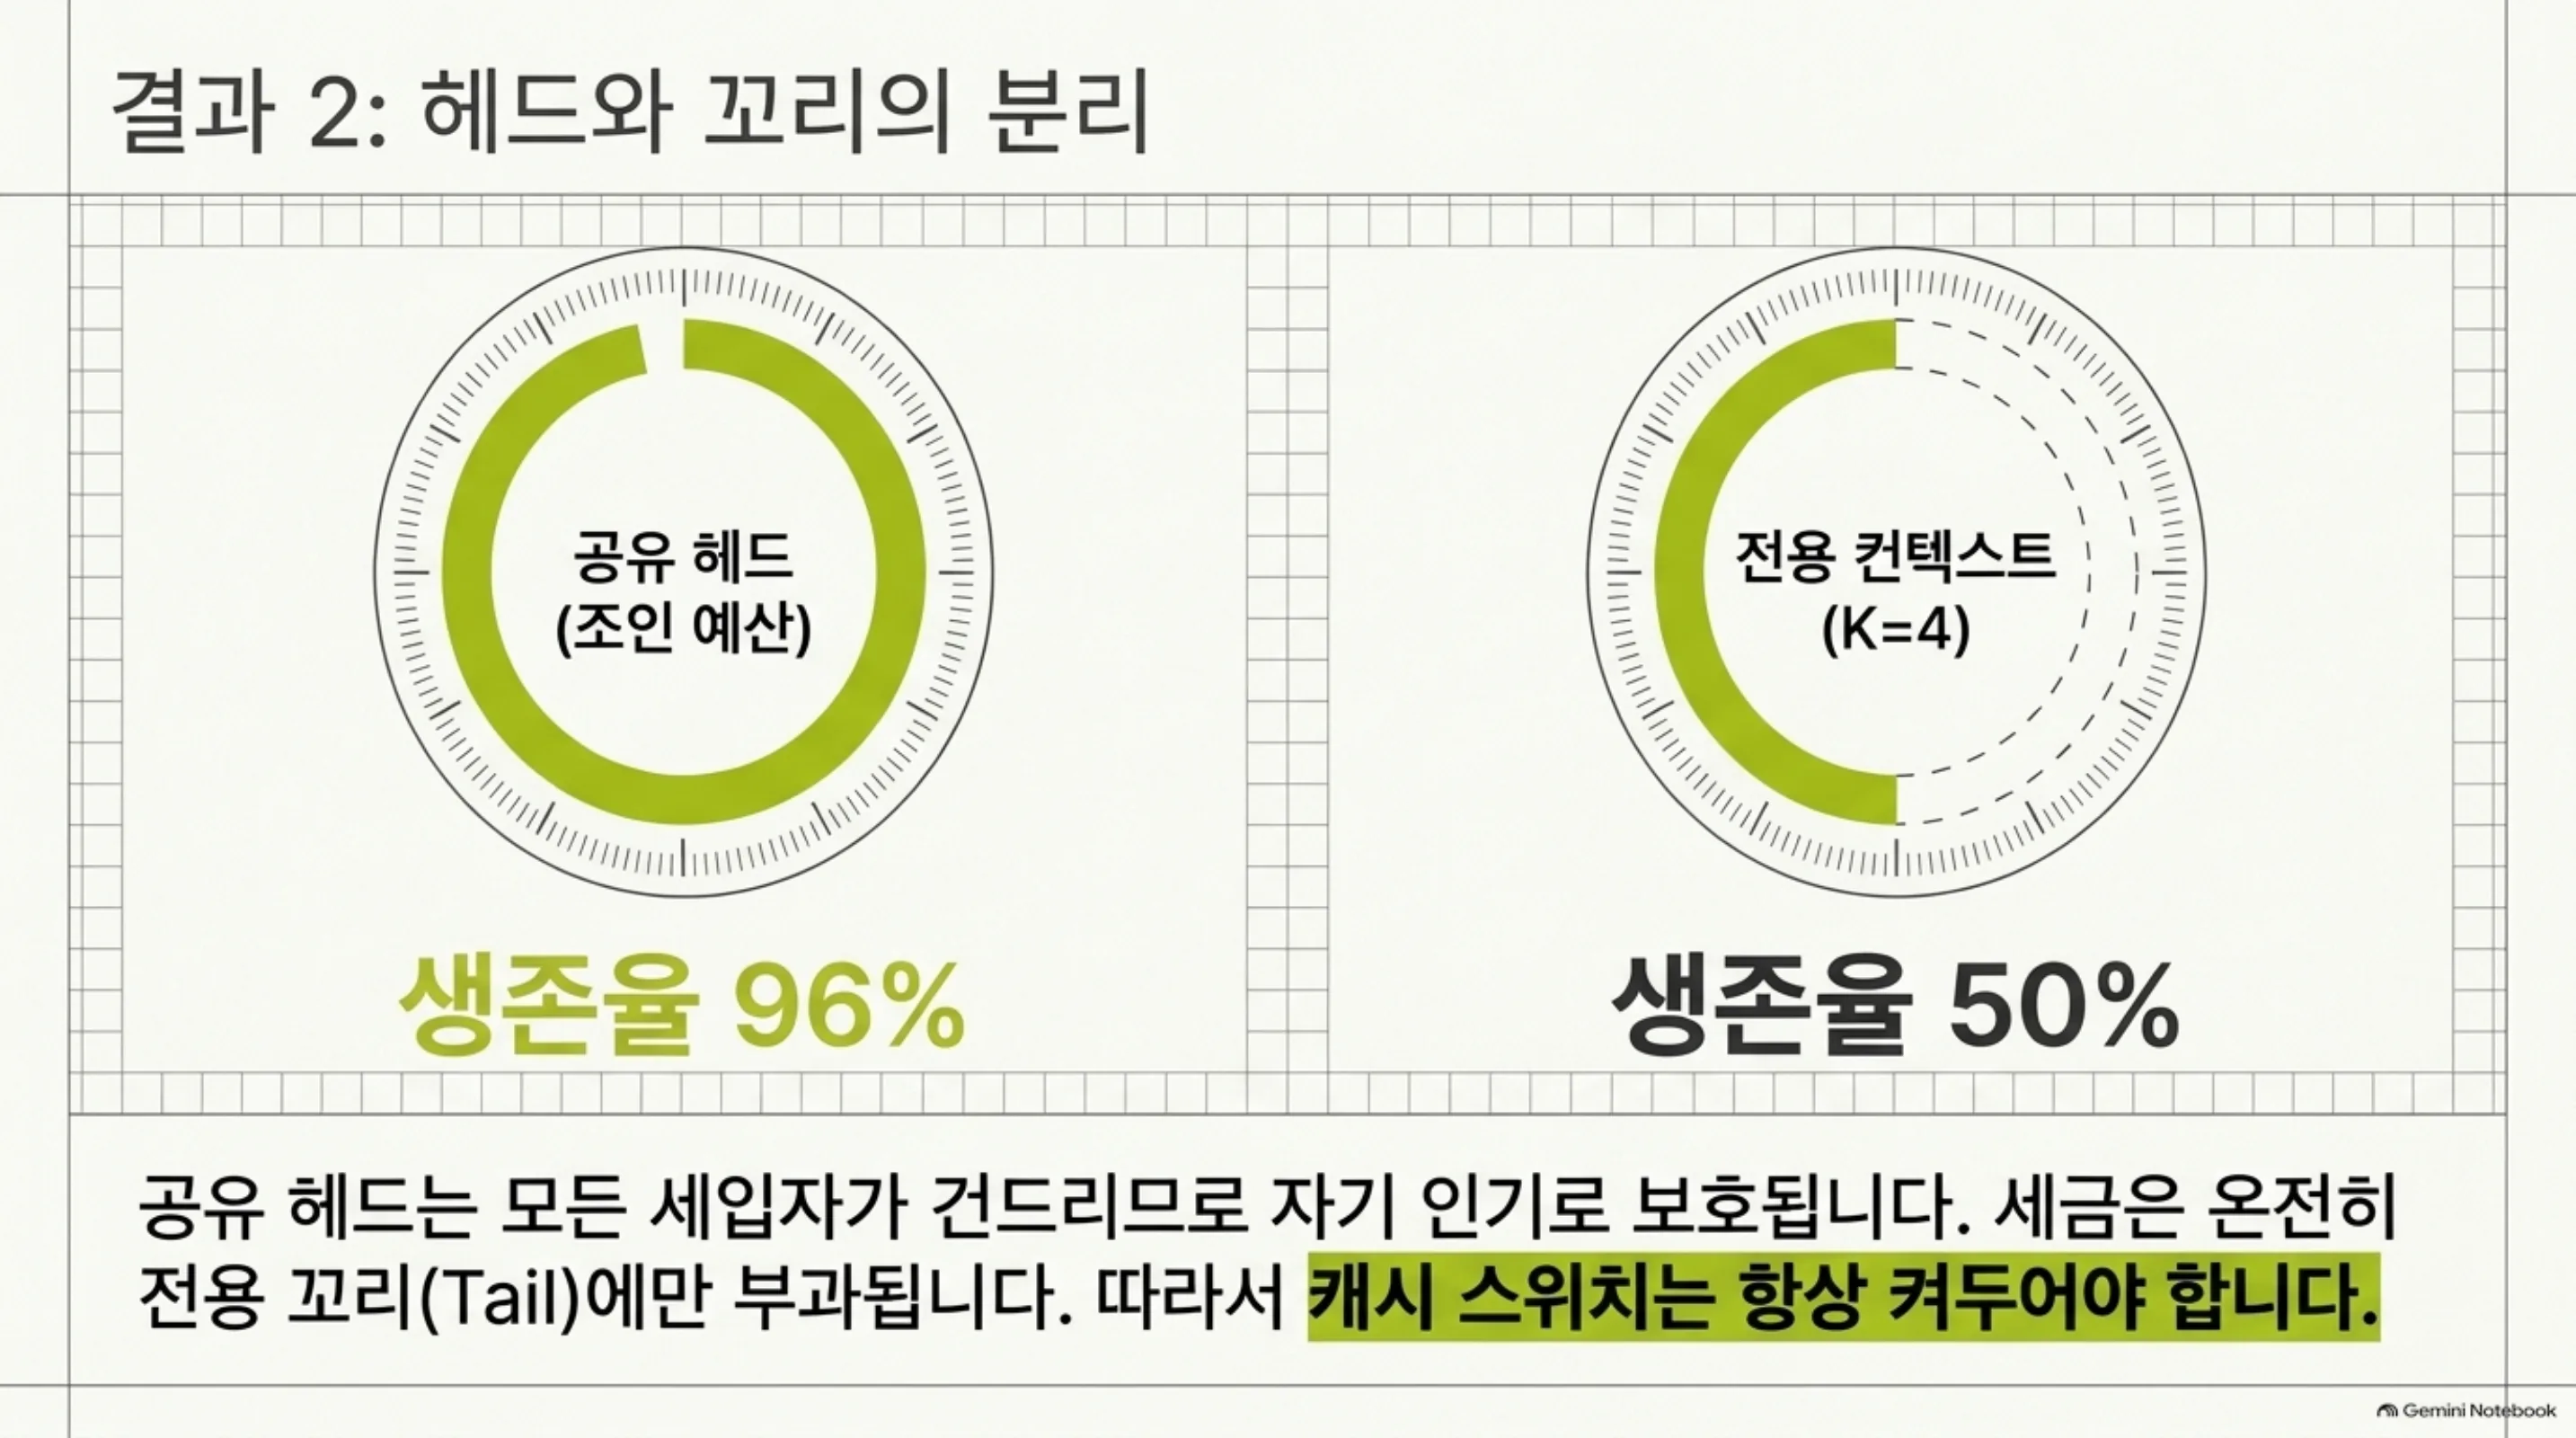 결과 2: 헤드와 꼬리의 분리
공유 헤드
(조인 예산)
생존율 96%
전용 컨텍스트
(K=4)
생존율 50%
공유 헤드는 모든 세입자가 건드리므로 자기 인기로 보호됩니다. 세금은 온전히
전용 꼬리(Tail)에만 부과됩니다. 따라서 캐시 스위치는 항상 켜두어야 합니다.
Gemini Notebook